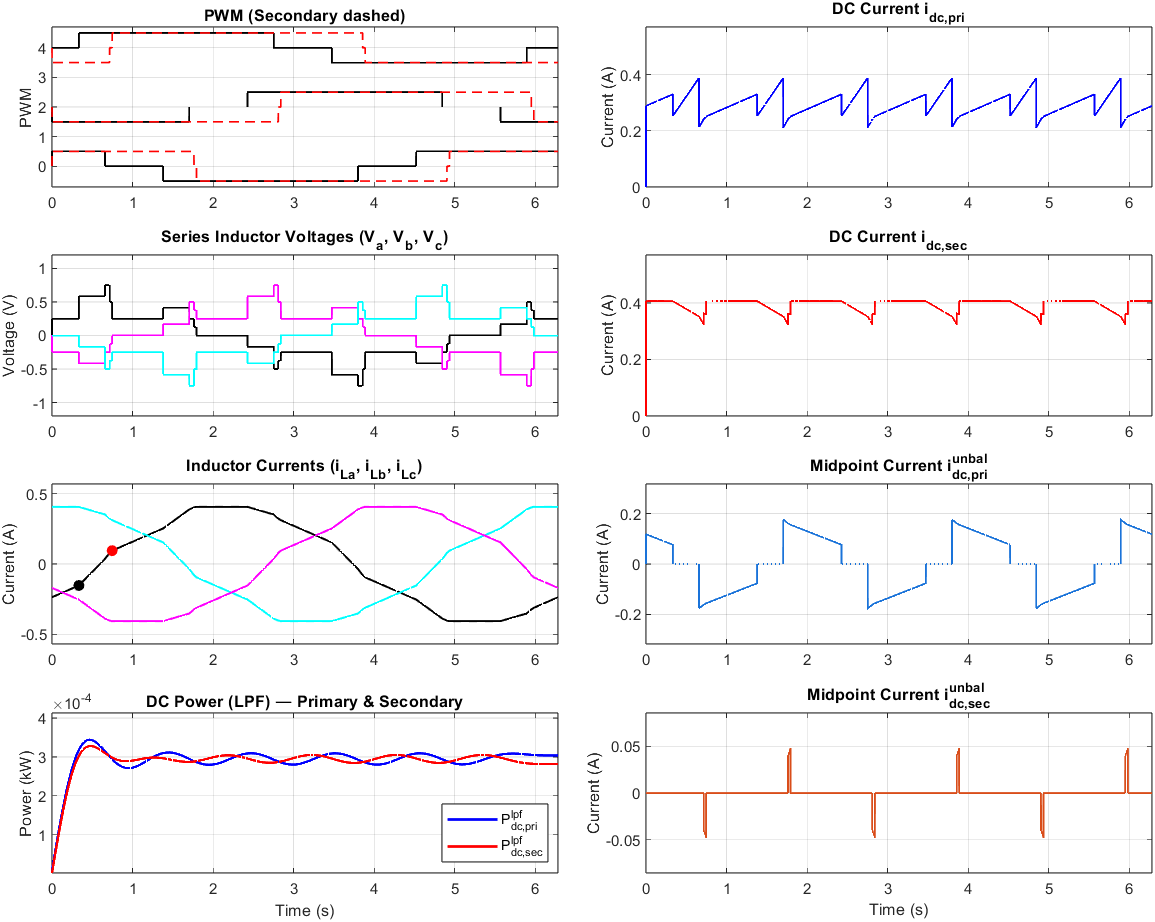 PWM (Secondary dashed)
PWM
4
3
2
1
0
0 1 2 3 4 5 6
DC Current i_dc,pri
Current (A)
0.4
0.2
0
0 1 2 3 4 5 6
Series Inductor Voltages (V_a, V_b, V_c)
Voltage (V)
1
0.5
0
-0.5
-1
0 1 2 3 4 5 6
DC Current i_dc,sec
Current (A)
0.4
0.2
0
0 1 2 3 4 5 6
Inductor Currents (i_La, i_Lb, i_Lc)
Current (A)
0.5
0
-0.5
0 1 2 3 4 5 6
Midpoint Current i^unbal_dc,pri
Current (A)
0.2
0
-0.2
0 1 2 3 4 5 6
DC Power (LPF) — Primary & Secondary
×10^-4
Power (kW)
4
3
2
1
P^lpf_dc,pri
P^lpf_dc,sec
0 1 2 3 4 5 6
Time (s)
Midpoint Current i^unbal_dc,sec
Current (A)
0.05
0
-0.05
0 1 2 3 4 5 6
Time (s)